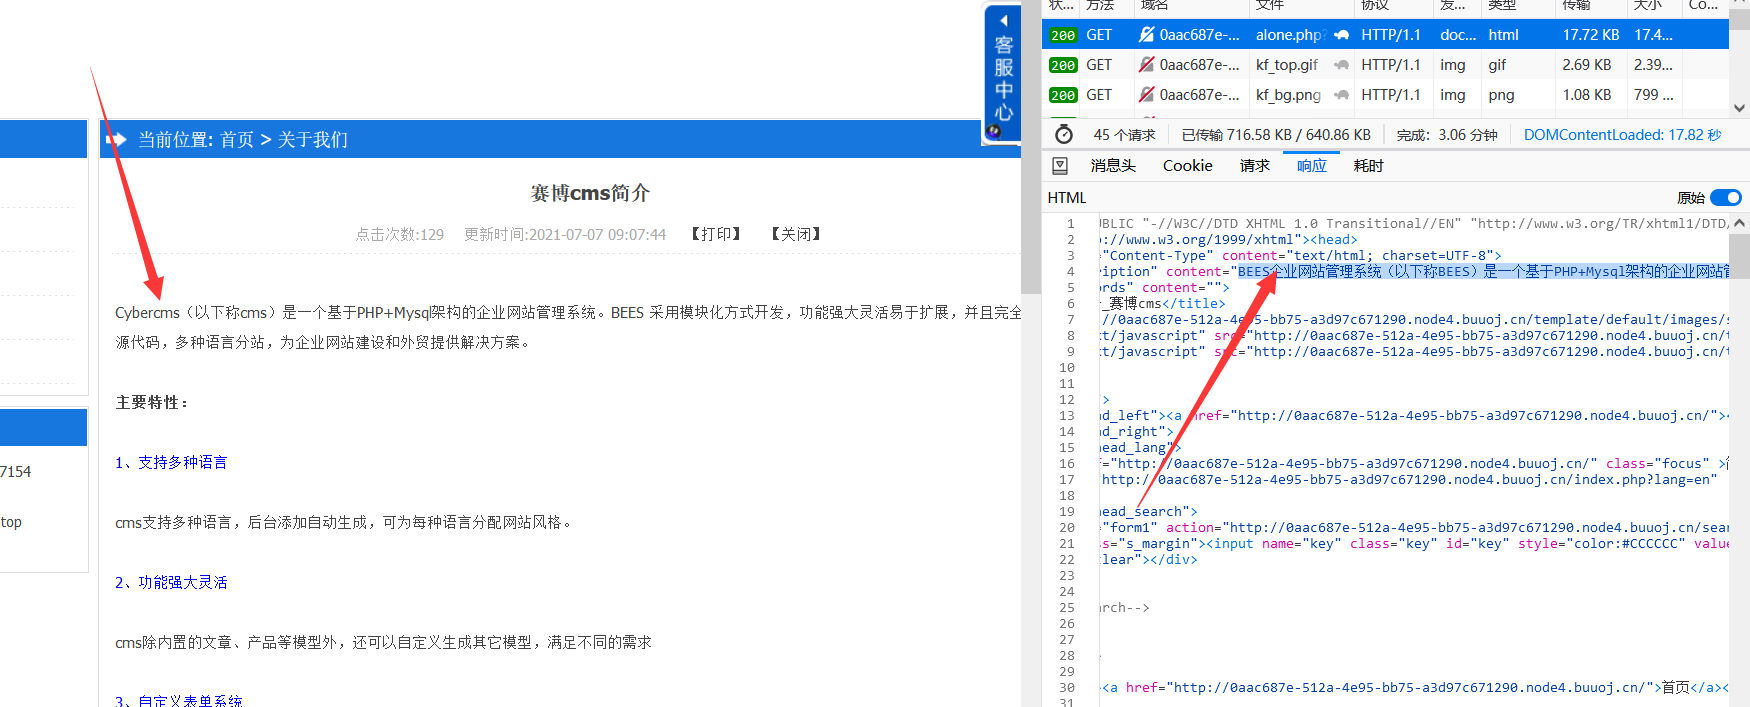 当前位置: 首页 > 关于我们
赛博cms简介
点击次数:129 更新时间:2021-07-07 09:07:44 【打印】 【关闭】
Cybercms（以下称cms）是一个基于PHP+Mysql架构的企业网站管理系统。BEES 采用模块化方式开发，功能强大灵活易于扩展，并且完全
源代码，多种语言分站，为企业网站建设和外贸提供解决方案。
主要特性：
1、支持多种语言
cms支持多种语言，后台添加自动生成，可为每种语言分配网站风格。
2、功能强大灵活
cms除内置的文章、产品等模型外，还可以自定义生成其它模型，满足不同的需求
3、自定义表单系统
7154
top
客服中心
状... 方法 域名 文件 协议 发... 类型 传输 大小 Co...
200 GET 0aac687e-... alone.php? HTTP/1.1 doc... html 17.72 KB 17.4...
200 GET 0aac687e-... kf_top.gif HTTP/1.1 img gif 2.69 KB 2.39...
200 GET 0aac687e-... kf_bg.png HTTP/1.1 img png 1.08 KB 799 ...
45 个请求 已传输 716.58 KB / 640.86 KB 完成：3.06 分钟 DOMContentLoaded: 17.82 秒
消息头 Cookie 请求 响应 耗时
HTML 原始
1 UBLIC "-//W3C//DTD XHTML 1.0 Transitional//EN" "http://www.w3.org/TR/xhtml1/DTD/
2 ://www.w3.org/1999/xhtml"><head>
3 ="Content-Type" content="text/html; charset=UTF-8">
4 ription" content="BEES企业网站管理系统（以下称BEES）是一个基于PHP+Mysql架构的企业网站管
5 ords" content="">
6 _赛博cms</title>
7 //0aac687e-512a-4e95-bb75-a3d97c671290.node4.buuoj.cn/template/default/images/s
8 xt/javascript" src="http://0aac687e-512a-4e95-bb75-a3d97c671290.node4.buuoj.cn/t
9 xt/javascript" src="http://0aac687e-512a-4e95-bb75-a3d97c671290.node4.buuoj.cn/t
10
11
12 >
13 ad_left"><a href="http://0aac687e-512a-4e95-bb75-a3d97c671290.node4.buuoj.cn/"><
14 ad_right">
15 head_lang">
16 f="http://0aac687e-512a-4e95-bb75-a3d97c671290.node4.buuoj.cn/" class="focus" >
17 "http://0aac687e-512a-4e95-bb75-a3d97c671290.node4.buuoj.cn/index.php?lang=en"
18
19 head_search">
20 ="form1" action="http://0aac687e-512a-4e95-bb75-a3d97c671290.node4.buuoj.cn/sear
21 ss="s_margin"><input name="key" class="key" id="key" style="color:#CCCCCC" value
22 clear"></div>
23
24
25 arch-->
26
27
28
29
30 <a href="http://0aac687e-512a-4e95-bb75-a3d97c671290.node4.buuoj.cn/">首页</a><
31